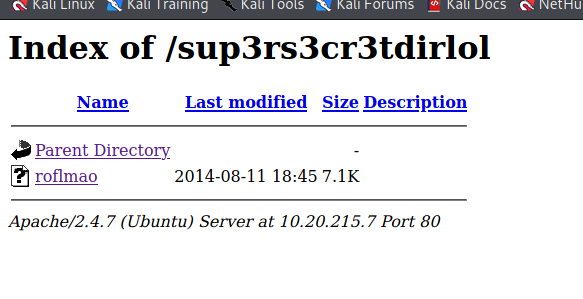 Kali Linux Kali Training Kali Tools Kali Forums Kali Docs NetHu
Index of /sup3rs3cr3tdirlol
Name Last modified Size Description
Parent Directory -
roflmao 2014-08-11 18:45 7.1K
Apache/2.4.7 (Ubuntu) Server at 10.20.215.7 Port 80